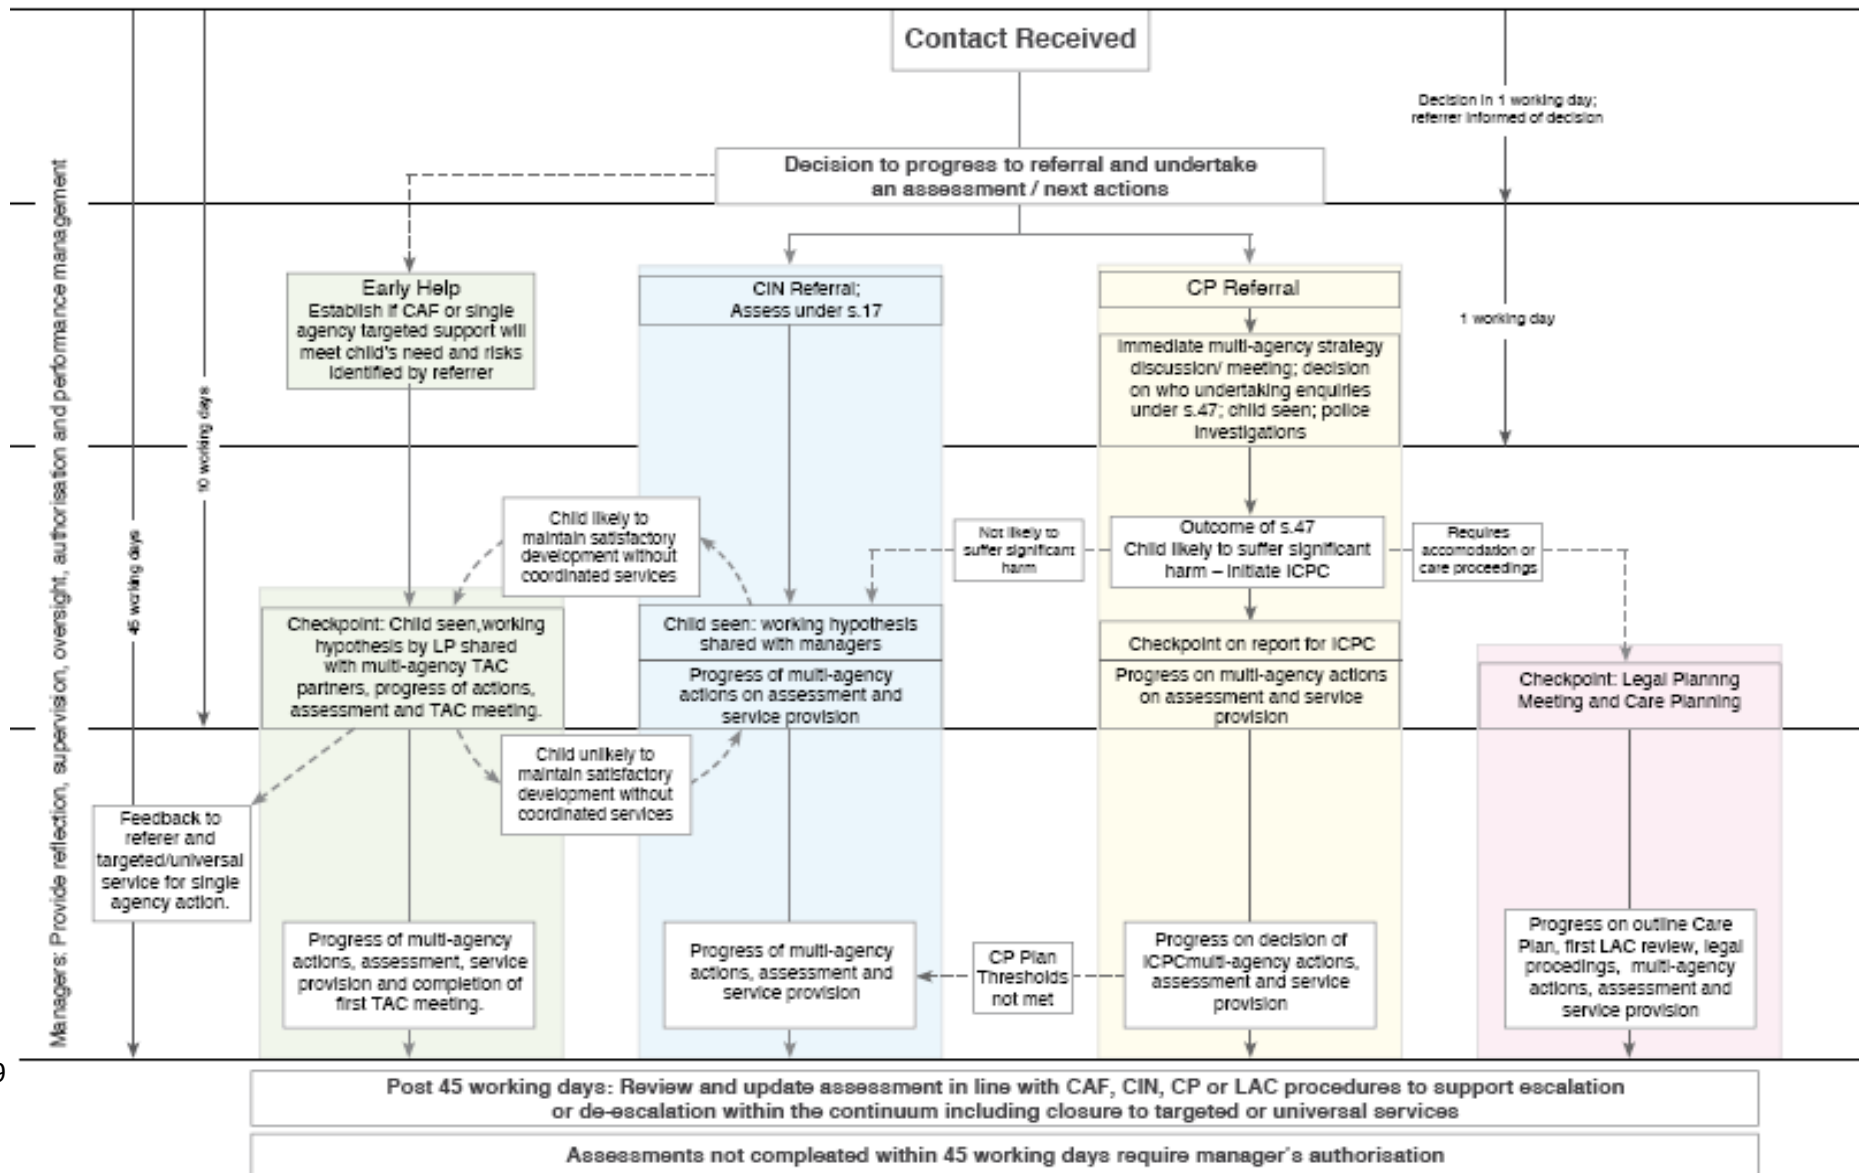 Contact Received
Decision in 1 working day;
referrer informed of decision
Decision to progress to referral and undertake
an assessment / next actions
Managers: Provide reflection, supervision, oversight, authorisation and performance management
45 working days
10 working days
Early Help
Establish if CAF or single
agency targeted support will
meet child's need and risks
identified by referrer
CIN Referral;
Assess under s.17
CP Referral
1 working day
Immediate multi-agency strategy
discussion/ meeting; decision
on who undertaking enquiries
under s.47; child seen; police
investigations
Child likely to
maintain satisfactory
development without
coordinated services
Not likely to
suffer significant
harm
Outcome of s.47
Child likely to suffer significant
harm – initiate ICPC
Requires
accomodation or
care proceedings
Checkpoint: Child seen,working
hypothesis by LP shared
with multi-agency TAC
partners, progress of actions,
assessment and TAC meeting.
Child seen: working hypothesis
shared with managers
Progress of multi-agency
actions on assessment and
service provision
Checkpoint on report for ICPC
Progress on multi-agency actions
on assessment and service
provision
Checkpoint: Legal Planning
Meeting and Care Planning
Child unlikely to
maintain satisfactory
development without
coordinated services
Feedback to
referer and
targeted/universal
service for single
agency action.
Progress of multi-agency
actions, assessment, service
provision and completion of
first TAC meeting.
Progress of multi-agency
actions, assessment and
service provision
CP Plan
Thresholds
not met
Progress on decision of
ICPCmulti-agency actions,
assessment and service
provision
Progress on outline Care
Plan, first LAC review, legal
procedings, multi-agency
actions, assessment and
service provision
9
Post 45 working days: Review and update assessment in line with CAF, CIN, CP or LAC procedures to support escalation
or de-escalation within the continuum including closure to targeted or universal services
Assessments not compleated within 45 working days require manager's authorisation